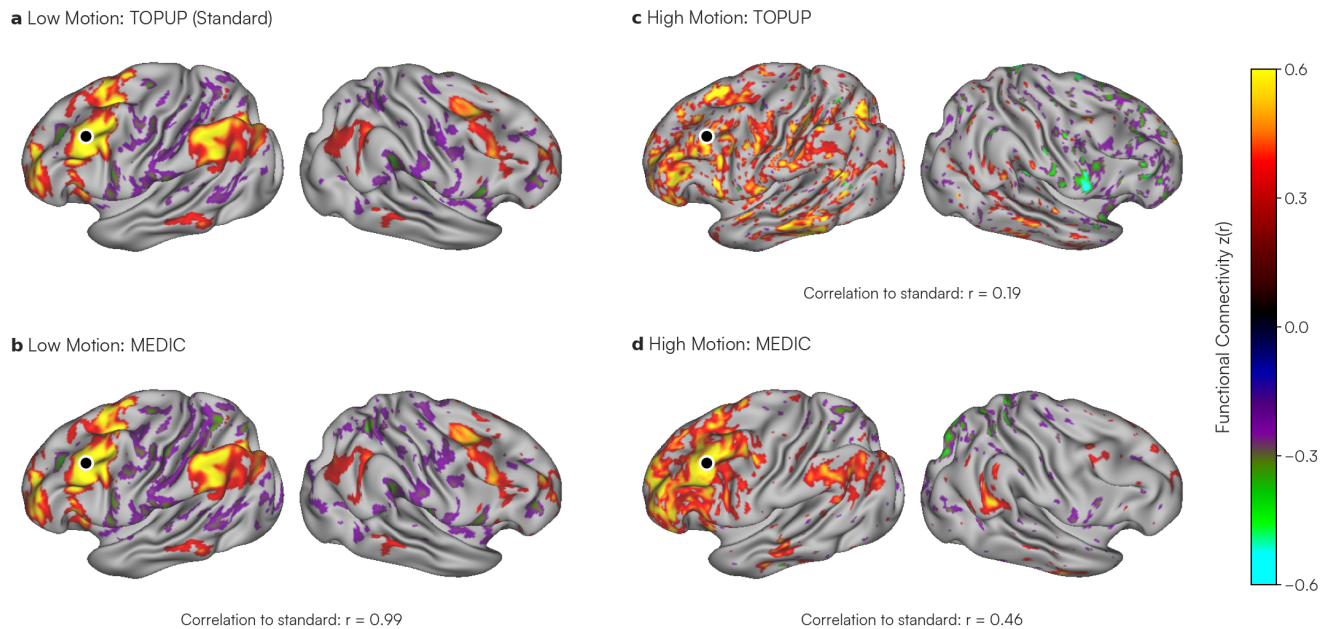 a Low Motion: TOPUP (Standard)
c High Motion: TOPUP
Correlation to standard: r = 0.19
b Low Motion: MEDIC
d High Motion: MEDIC
Correlation to standard: r = 0.99
Correlation to standard: r = 0.46
Functional Connectivity z(r)
0.6
0.3
0.0
−0.3
−0.6